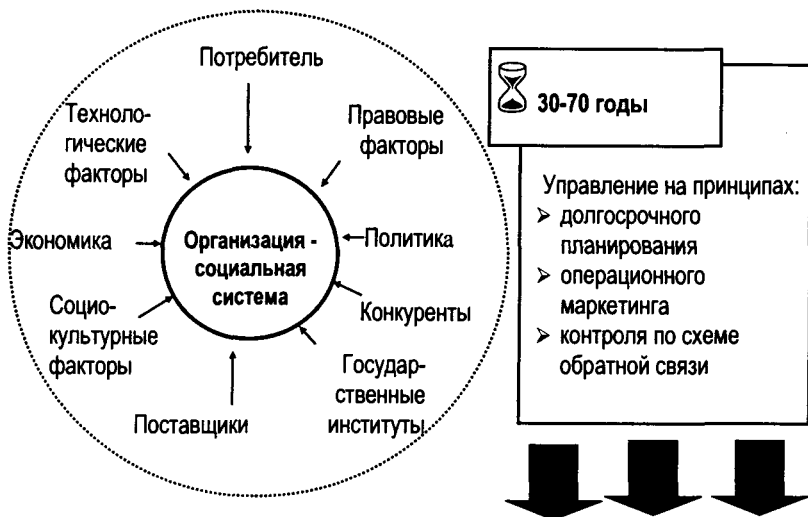 Потребитель
Техноло-
гические
факторы
Правовые
факторы
Экономика
Организация -
социальная
система
Политика
Социо-
культурные
факторы
Конкуренты
Государ-
ственные
институты
Поставщики
30-70 годы
Управление на принципах:
➢ долгосрочного
планирования
➢ операционного
маркетинга
➢ контроля по схеме
обратной связи